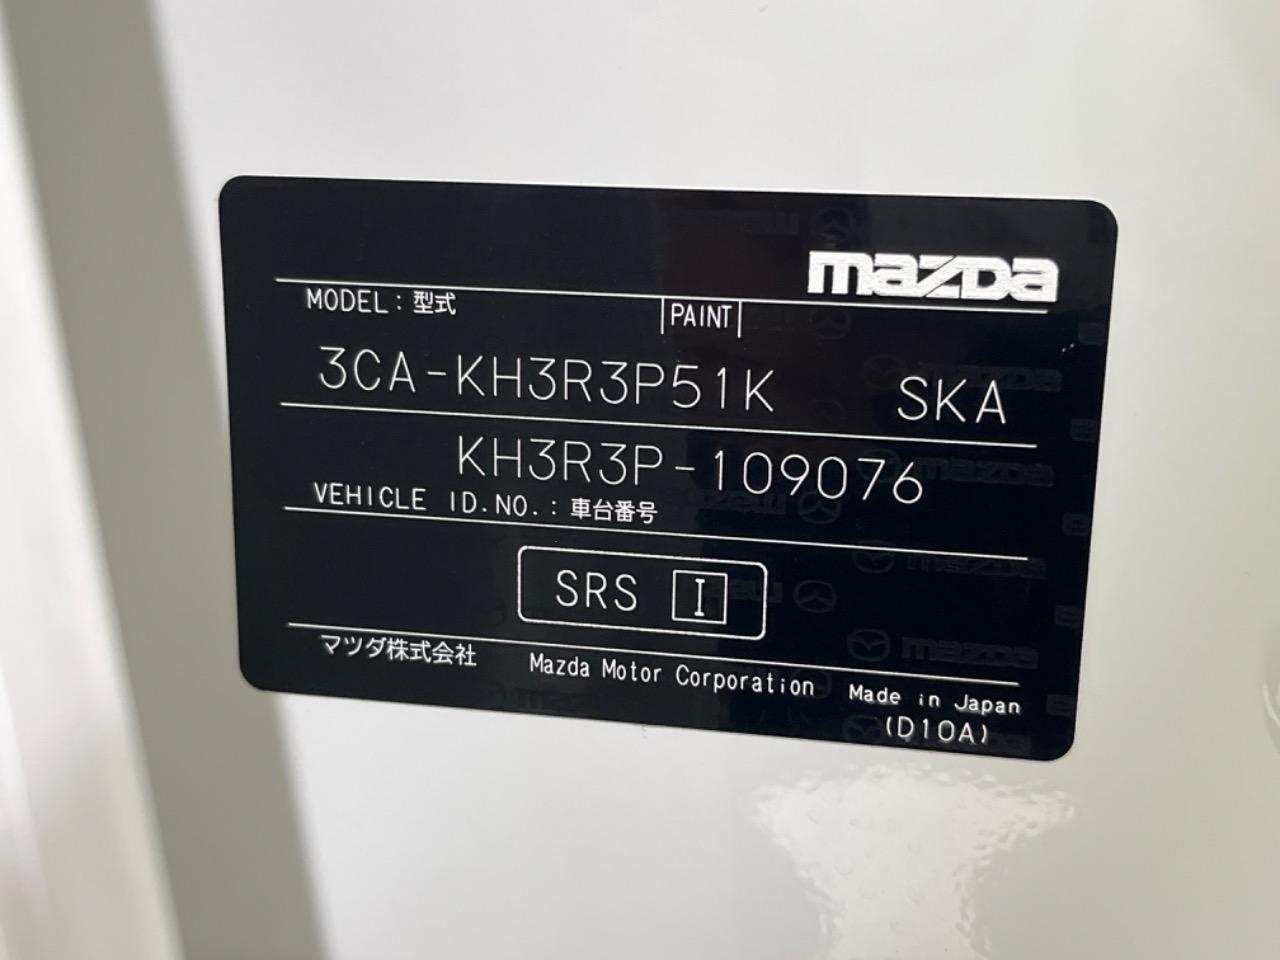 mazda
MODEL：型式 PAINT
3CA-KH3R3P51K SKA
KH3R3P-109076
VEHICLE ID.NO.：車台番号
SRS I
マツダ株式会社 Mazda Motor Corporation Made in Japan
(D10A)